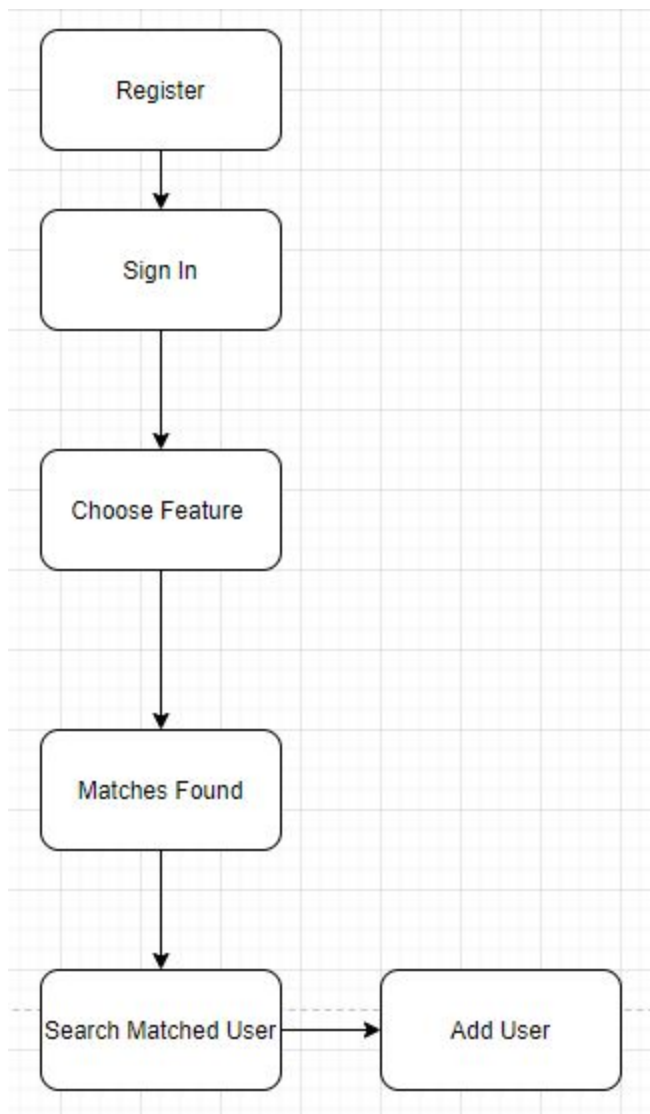 Register
Sign In
Choose Feature
Matches Found
Search Matched User
Add User